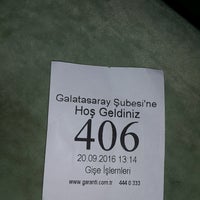 Galatasaray Şubesi'ne
Hoş Geldiniz
406
20.09.2016 13:14
Gişe İşlemleri
www.garanti.com.tr 444 0 333